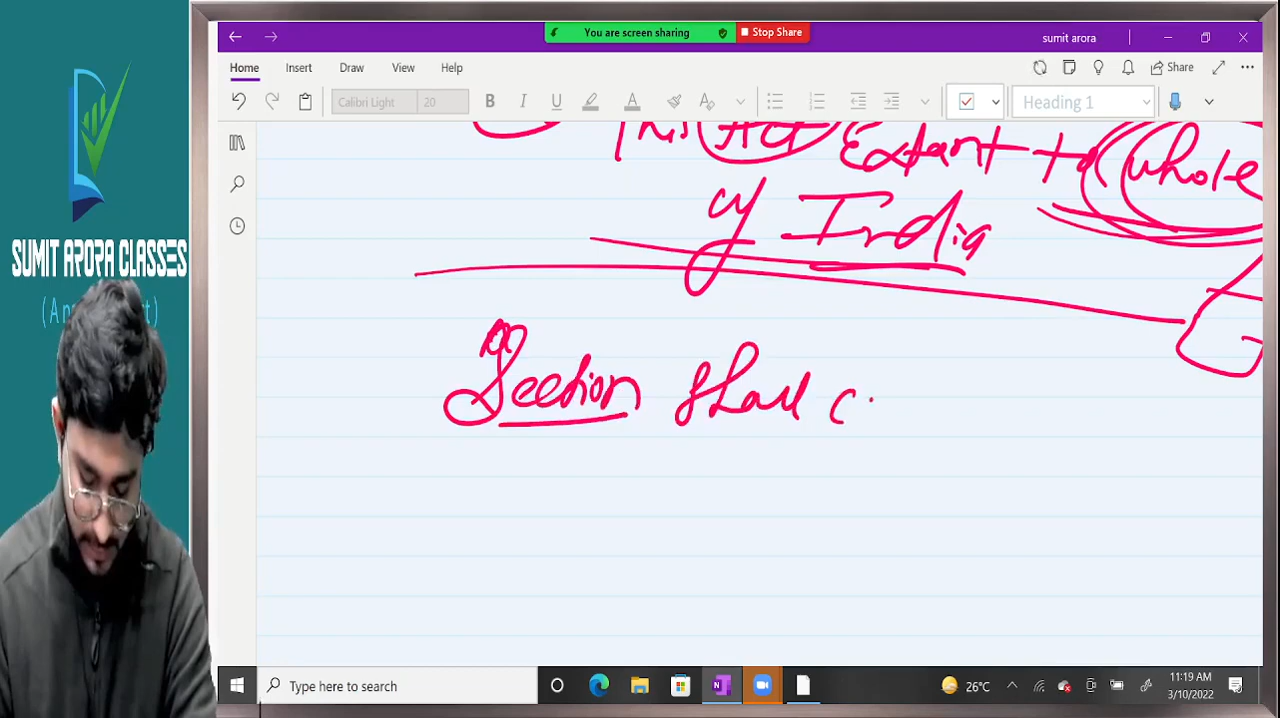 You are screen sharing Stop Share
sumit arora
Home Insert Draw View Help
Share
Calibri Light 20 B I U A
Heading 1
This Act Extant to Whole
of India
Section shall c
SUMIT ARORA CLASSES
Type here to search
26°C
11:19 AM
3/10/2022